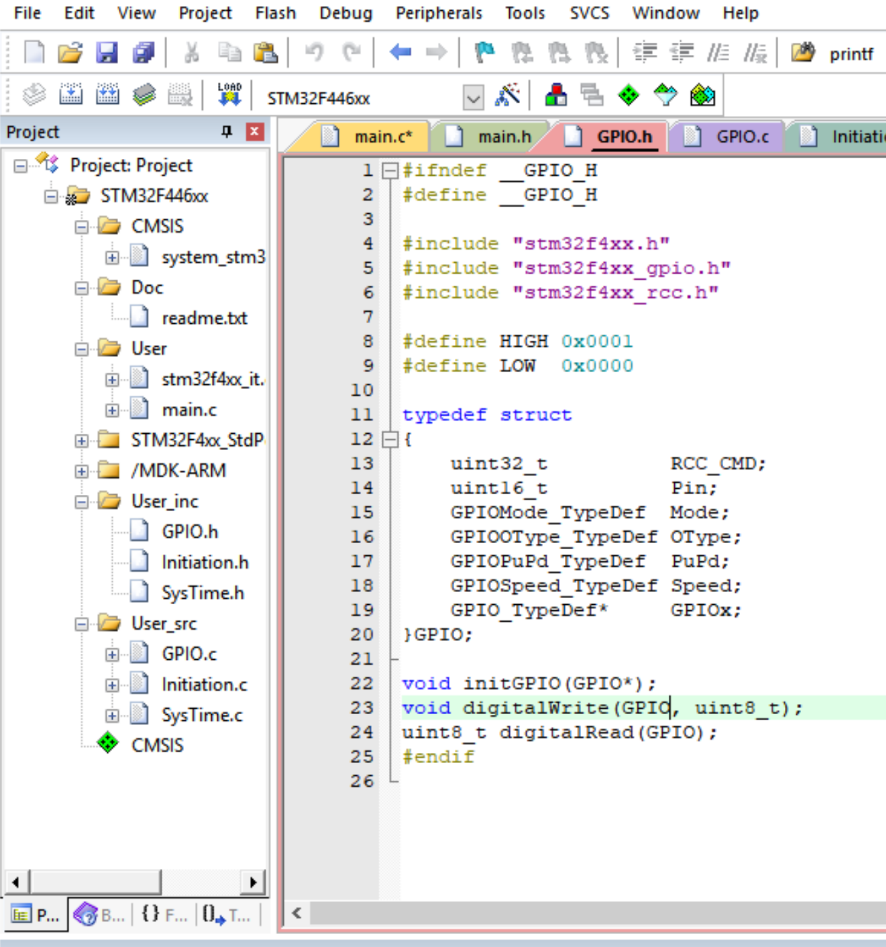 File Edit View Project Flash Debug Peripherals Tools SVCS Window Help
printf
LOAD STM32F446xx
Project
main.c* main.h GPIO.h GPIO.c Initiatio
Project: Project
STM32F446xx
CMSIS
system_stm3
Doc
readme.txt
User
stm32f4xx_it.
main.c
STM32F4xx_StdP
/MDK-ARM
User_inc
GPIO.h
Initiation.h
SysTime.h
User_src
GPIO.c
Initiation.c
SysTime.c
CMSIS
P... B... {} F... 0 T...
1 #ifndef __GPIO_H
2 #define __GPIO_H
3
4 #include "stm32f4xx.h"
5 #include "stm32f4xx_gpio.h"
6 #include "stm32f4xx_rcc.h"
7
8 #define HIGH 0x0001
9 #define LOW  0x0000
10
11 typedef struct
12 {
13     uint32_t          RCC_CMD;
14     uint16_t          Pin;
15     GPIOMode_TypeDef  Mode;
16     GPIOOType_TypeDef OType;
17     GPIOPuPd_TypeDef  PuPd;
18     GPIOSpeed_TypeDef Speed;
19     GPIO_TypeDef*     GPIOx;
20 }GPIO;
21
22 void initGPIO(GPIO*);
23 void digitalWrite(GPIO, uint8_t);
24 uint8_t digitalRead(GPIO);
25 #endif
26